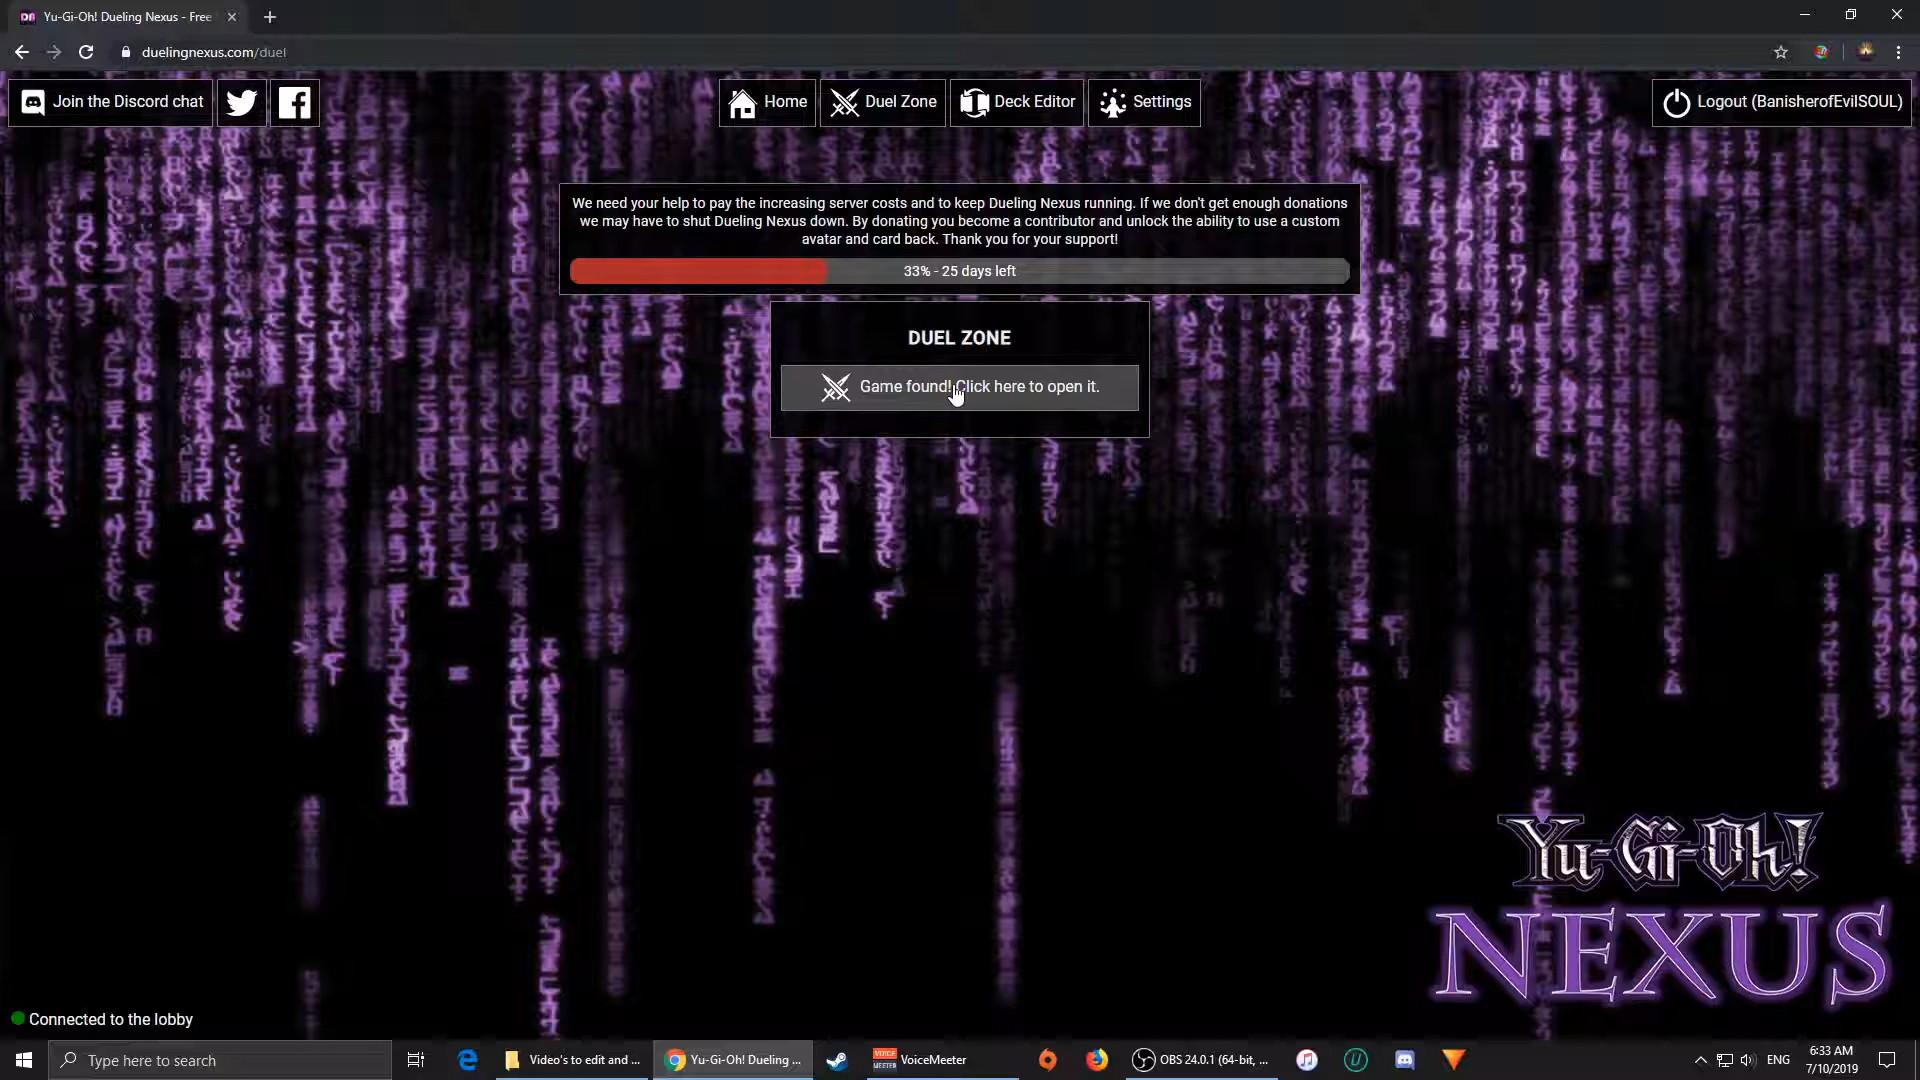 Yu-Gi-Oh! Dueling Nexus - Free
duelingnexus.com/duel
Join the Discord chat
Home
Duel Zone
Deck Editor
Settings
Logout (BanisherofEvilSOUL)
We need your help to pay the increasing server costs and to keep Dueling Nexus running. If we don't get enough donations
we may have to shut Dueling Nexus down. By donating you become a contributor and unlock the ability to use a custom
avatar and card back. Thank you for your support!
33% - 25 days left
DUEL ZONE
Game found! Click here to open it.
Yu-Gi-Oh!
NEXUS
Connected to the lobby
Type here to search
Video's to edit and ...
Yu-Gi-Oh! Dueling ...
VOICE MEETER
VoiceMeeter
OBS 24.0.1 (64-bit, ...
ENG
6:33 AM
7/10/2019